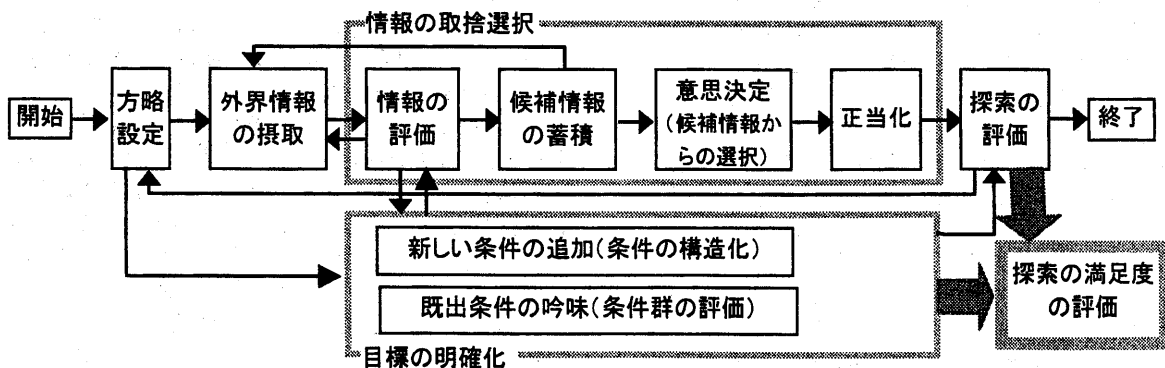 情報の取捨選択
開始
方略
設定
外界情報
の摂取
情報の
評価
候補情報
の蓄積
意思決定
(候補情報か
らの選択)
正当化
探索の
評価
終了
新しい条件の追加(条件の構造化)
既出条件の吟味(条件群の評価)
目標の明確化
探索の満足度
の評価